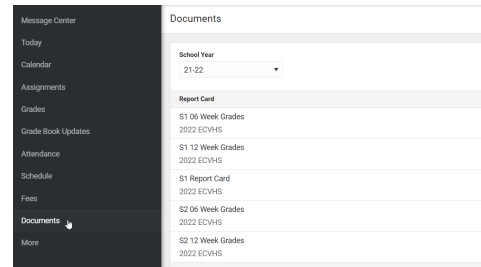 Message Center
Today
Calendar
Assignments
Grades
Grade Book Updates
Attendance
Schedule
Fees
Documents
More
Documents
School Year
21-22
Report Card
S1 06 Week Grades
2022 ECVHS
S1 12 Week Grades
2022 ECVHS
S1 Report Card
2022 ECVHS
S2 06 Week Grades
2022 ECVHS
S2 12 Week Grades
2022 ECVHS